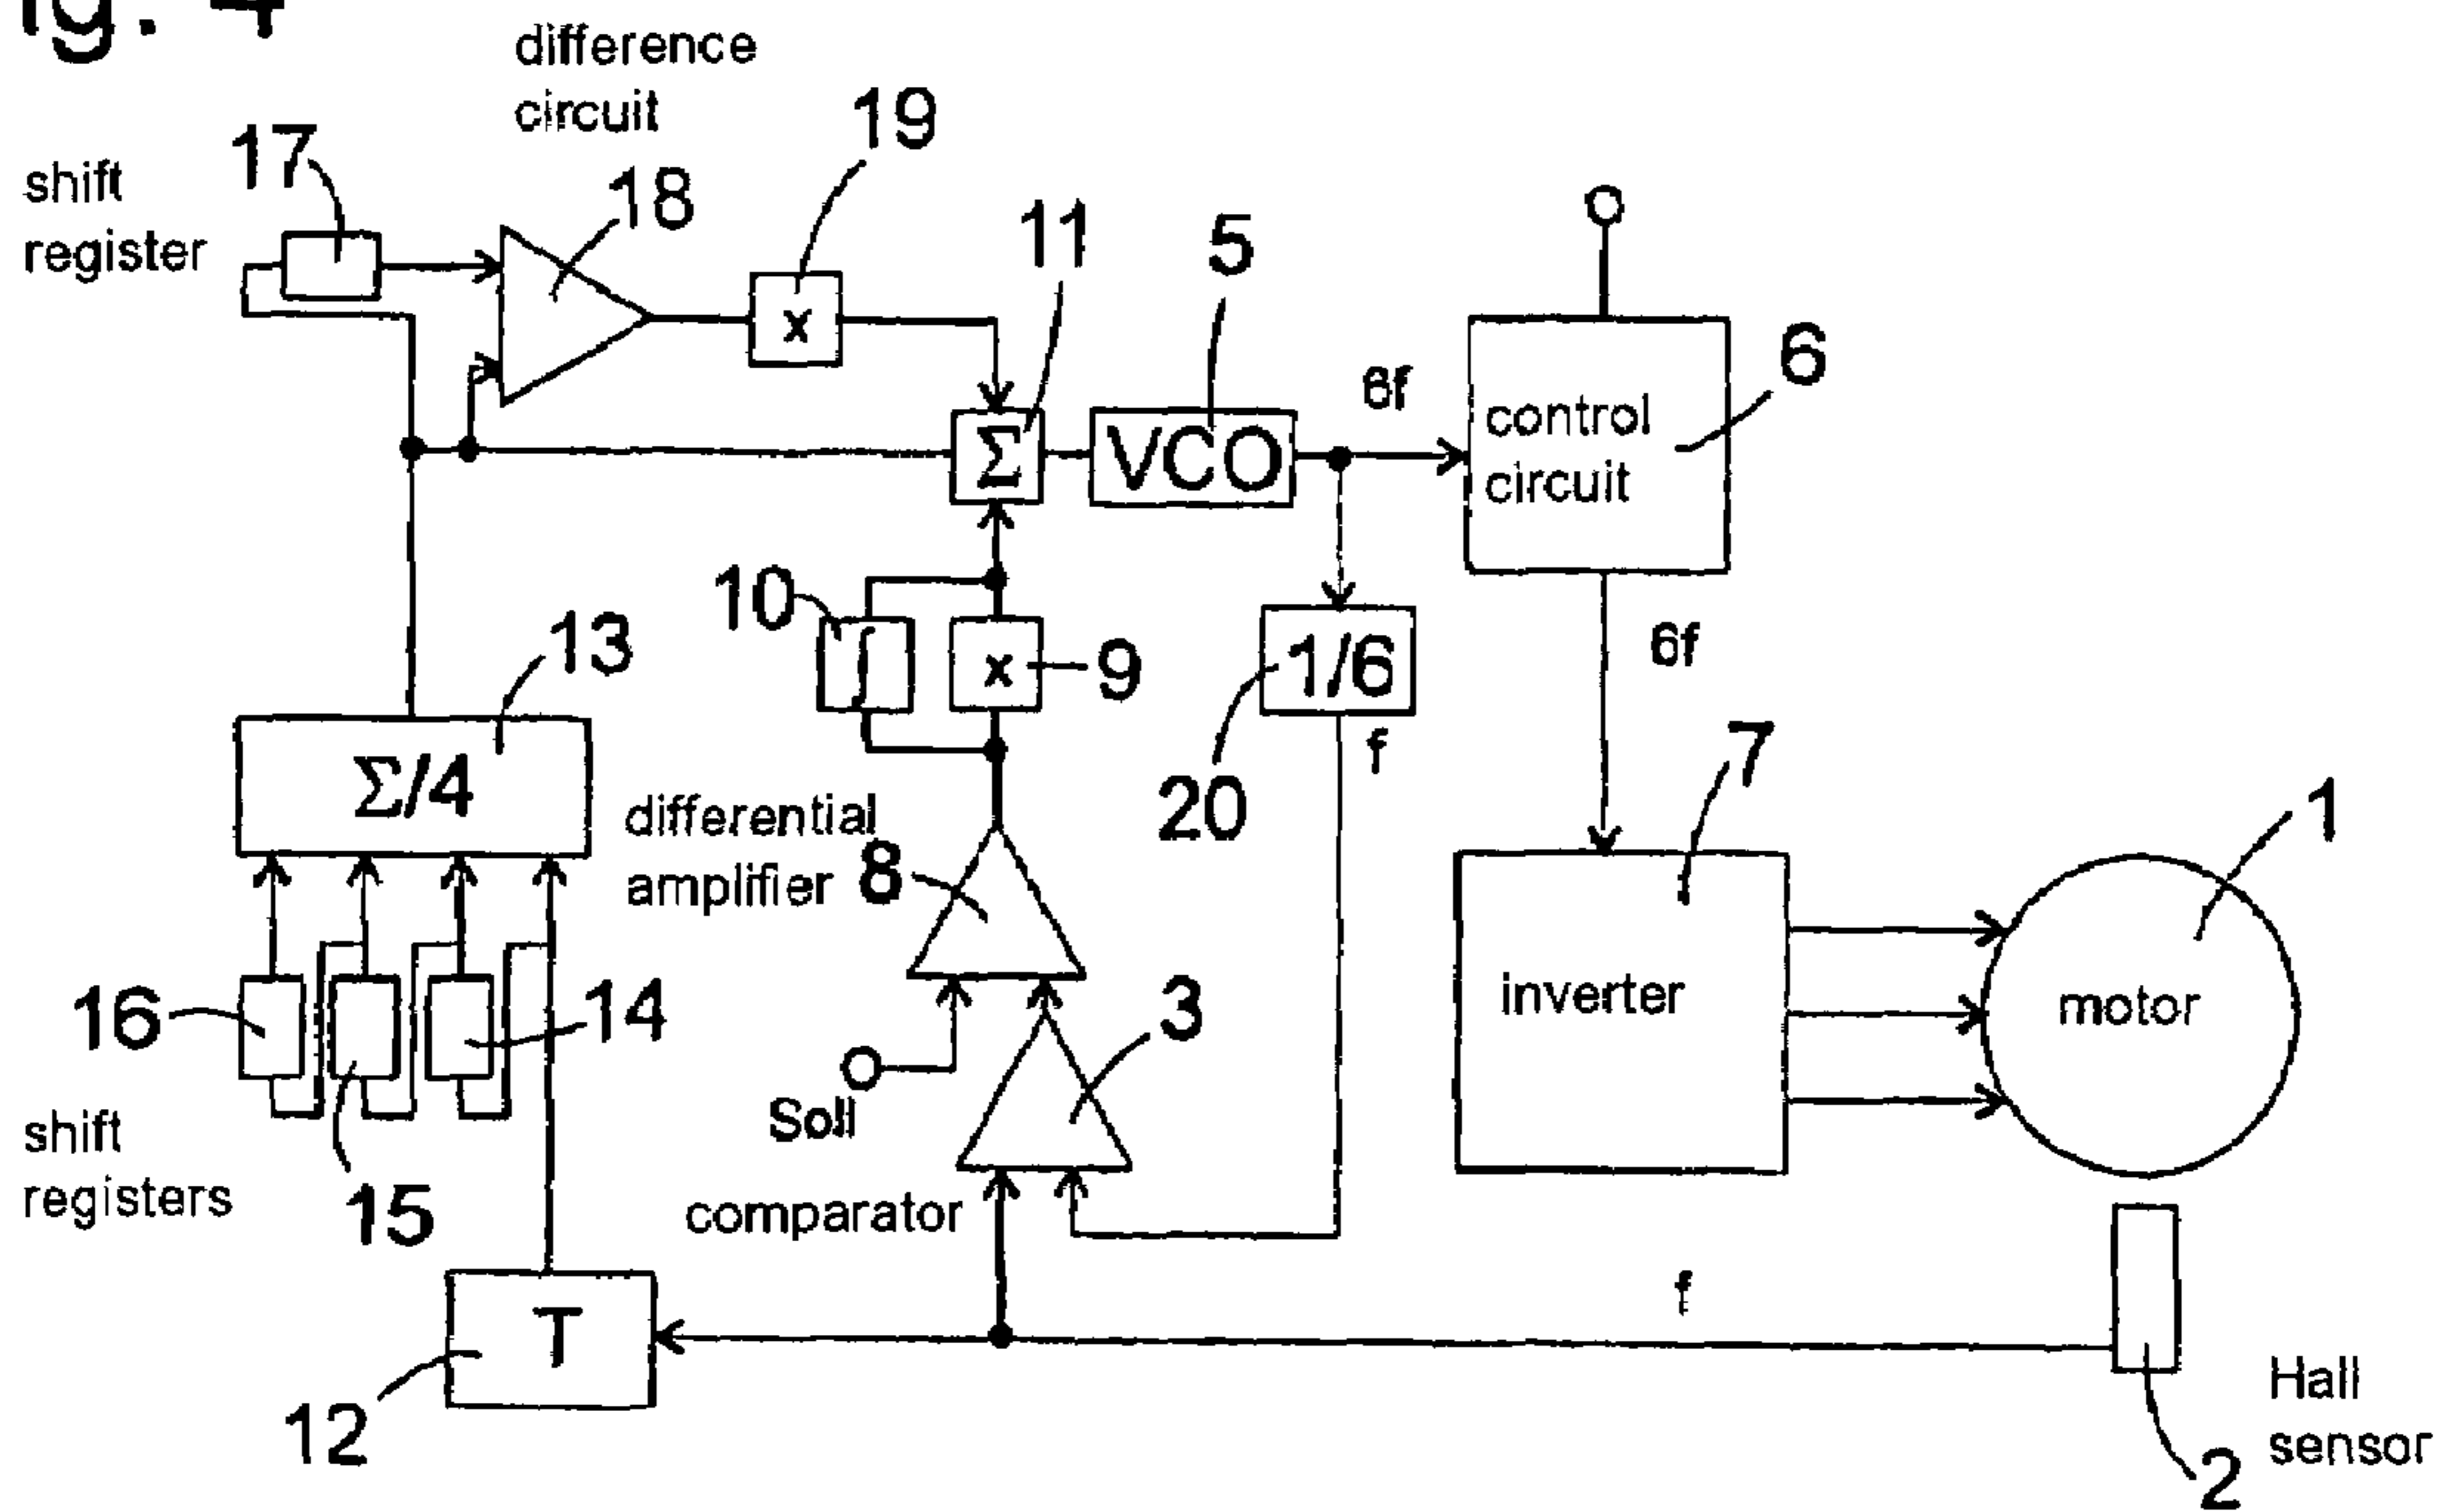 ig. 4
difference
circuit
19
17
shift
register
18
11
5
x
6
6f
control
circuit
Σ
VCO
10
13
x
9
1/6
6f
f
7
20
1
Σ/4
differential
amplifier
8
16
14
3
inverter
motor
Soll
shift
registers
15
comparator
T
f
12
Hall
sensor
2